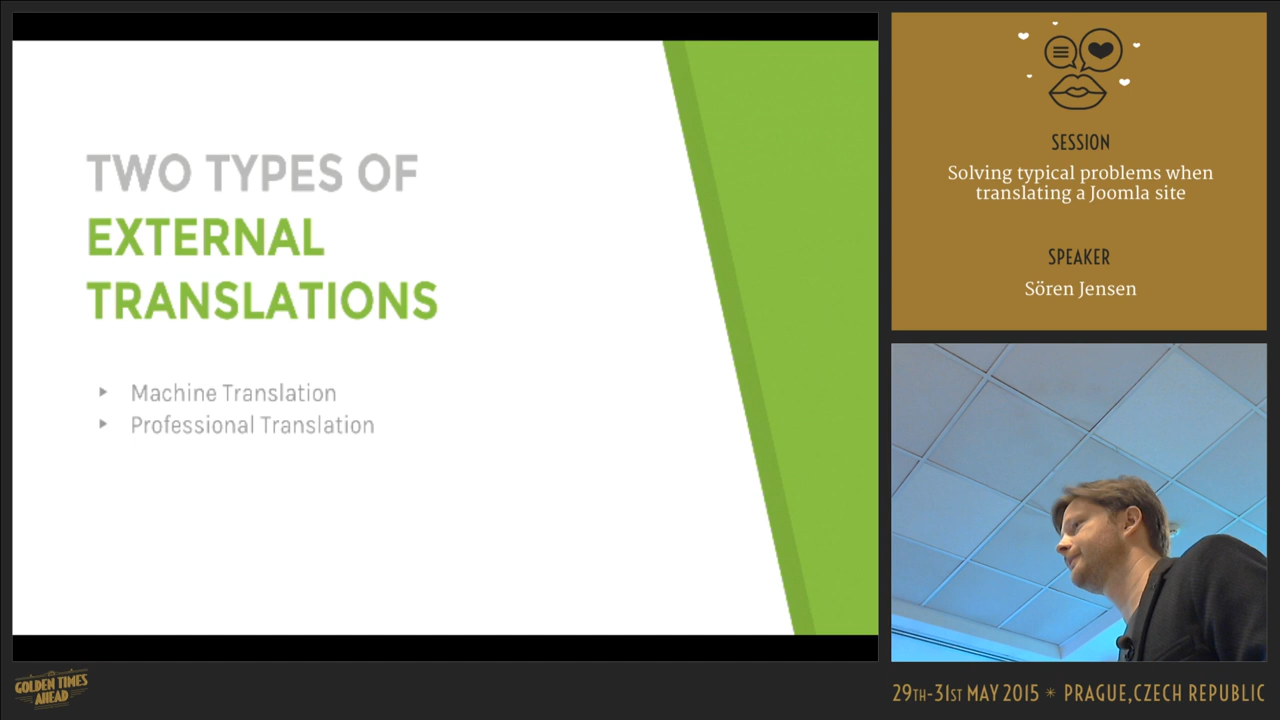 TWO TYPES OF
EXTERNAL
TRANSLATIONS
Machine Translation
Professional Translation
SESSION
Solving typical problems when
translating a Joomla site
SPEAKER
Sören Jensen
GOLDEN TIMES
AHEAD
29TH-31ST MAY 2015 * PRAGUE,CZECH REPUBLIC